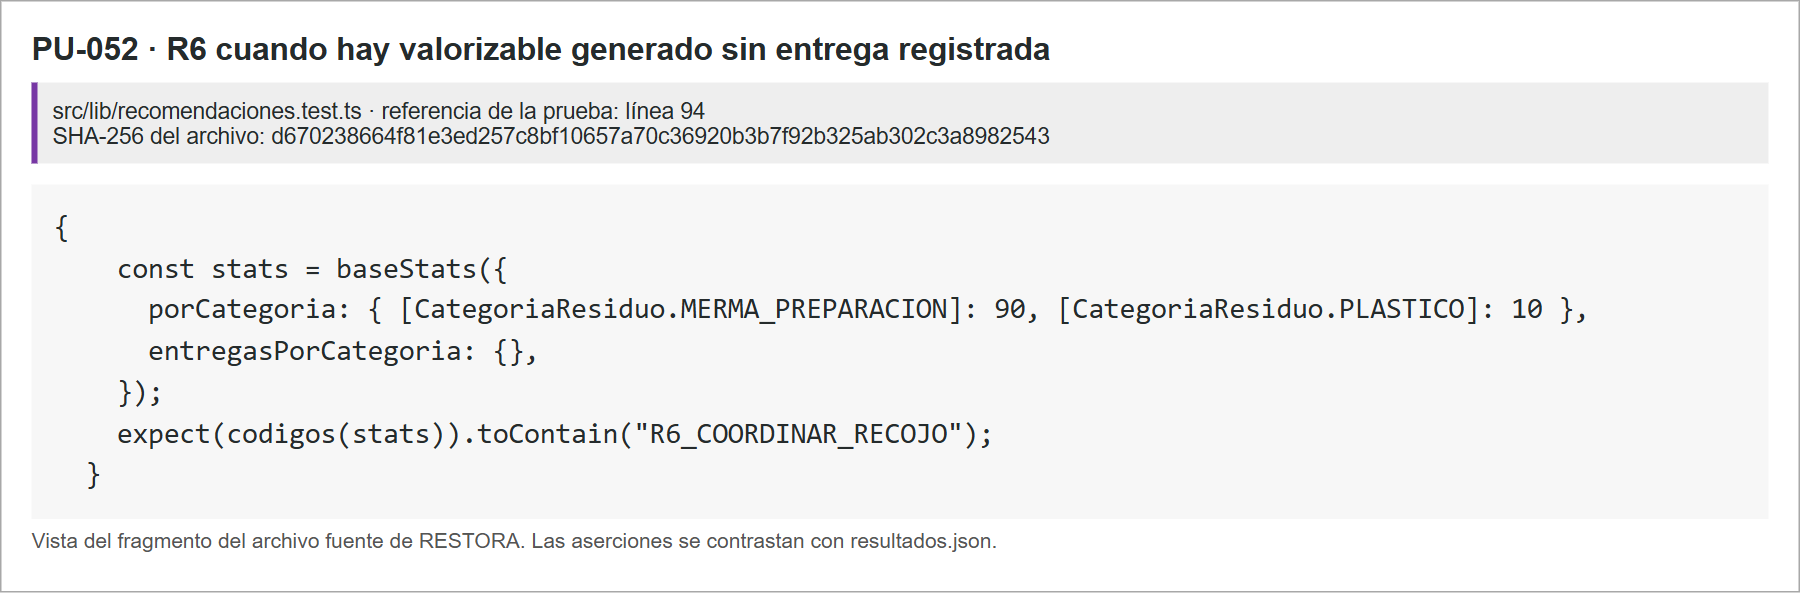 PU-052 · R6 cuando hay valorizable generado sin entrega registrada
src/lib/recomendaciones.test.ts · referencia de la prueba: línea 94
SHA-256 del archivo: d670238664f81e3ed257c8bf10657a70c36920b3b7f92b325ab302c3a8982543
{
    const stats = baseStats({
      porCategoria: { [CategoriaResiduo.MERMA_PREPARACION]: 90, [CategoriaResiduo.PLASTICO]: 10 },
      entregasPorCategoria: {},
    });
    expect(codigos(stats)).toContain("R6_COORDINAR_RECOJO");
  }
Vista del fragmento del archivo fuente de RESTORA. Las aserciones se contrastan con resultados.json.